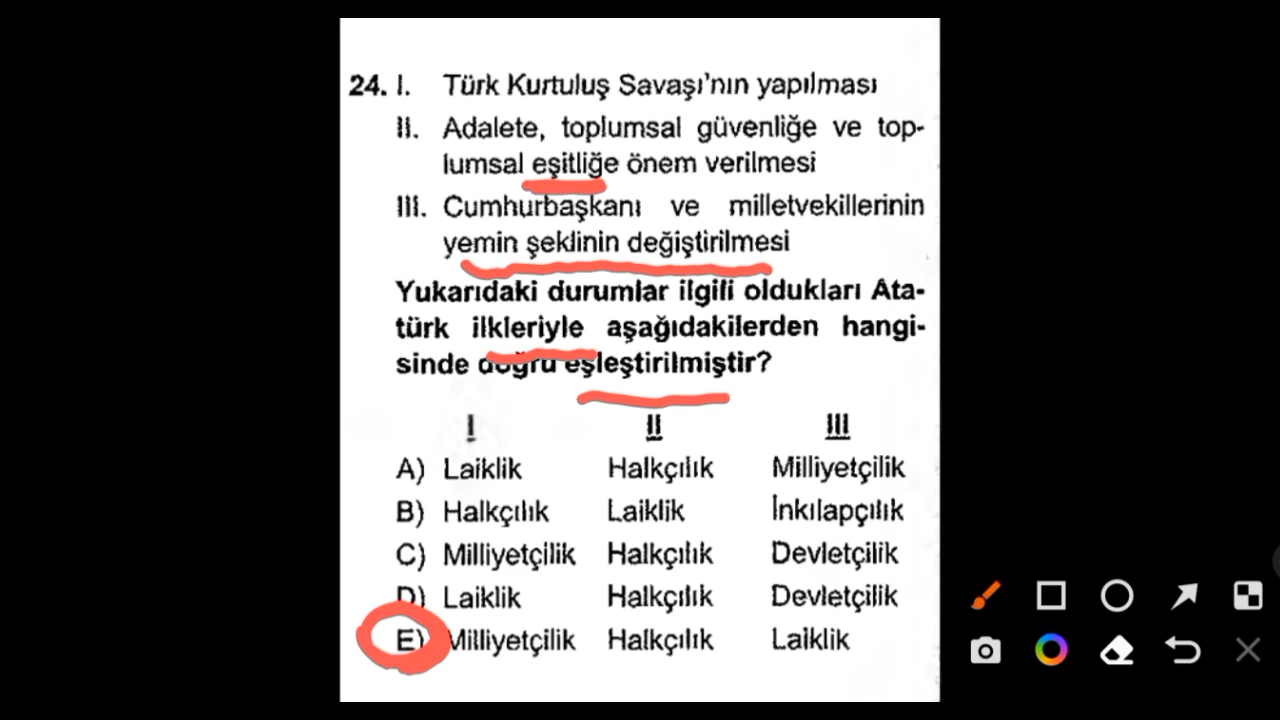 24. I. Türk Kurtuluş Savaşı'nın yapılması
II. Adalete, toplumsal güvenliğe ve top-
lumsal eşitliğe önem verilmesi
III. Cumhurbaşkanı ve milletvekillerinin
yemin şeklinin değiştirilmesi
Yukarıdaki durumlar ilgili oldukları Ata-
türk ilkleriyle aşağıdakilerden hangi-
sinde doğru eşleştirilmiştir?
I II III
A) Laiklik Halkçılık Milliyetçilik
B) Halkçılık Laiklik İnkılapçılık
C) Milliyetçilik Halkçılık Devletçilik
D) Laiklik Halkçılık Devletçilik
E) Milliyetçilik Halkçılık Laiklik